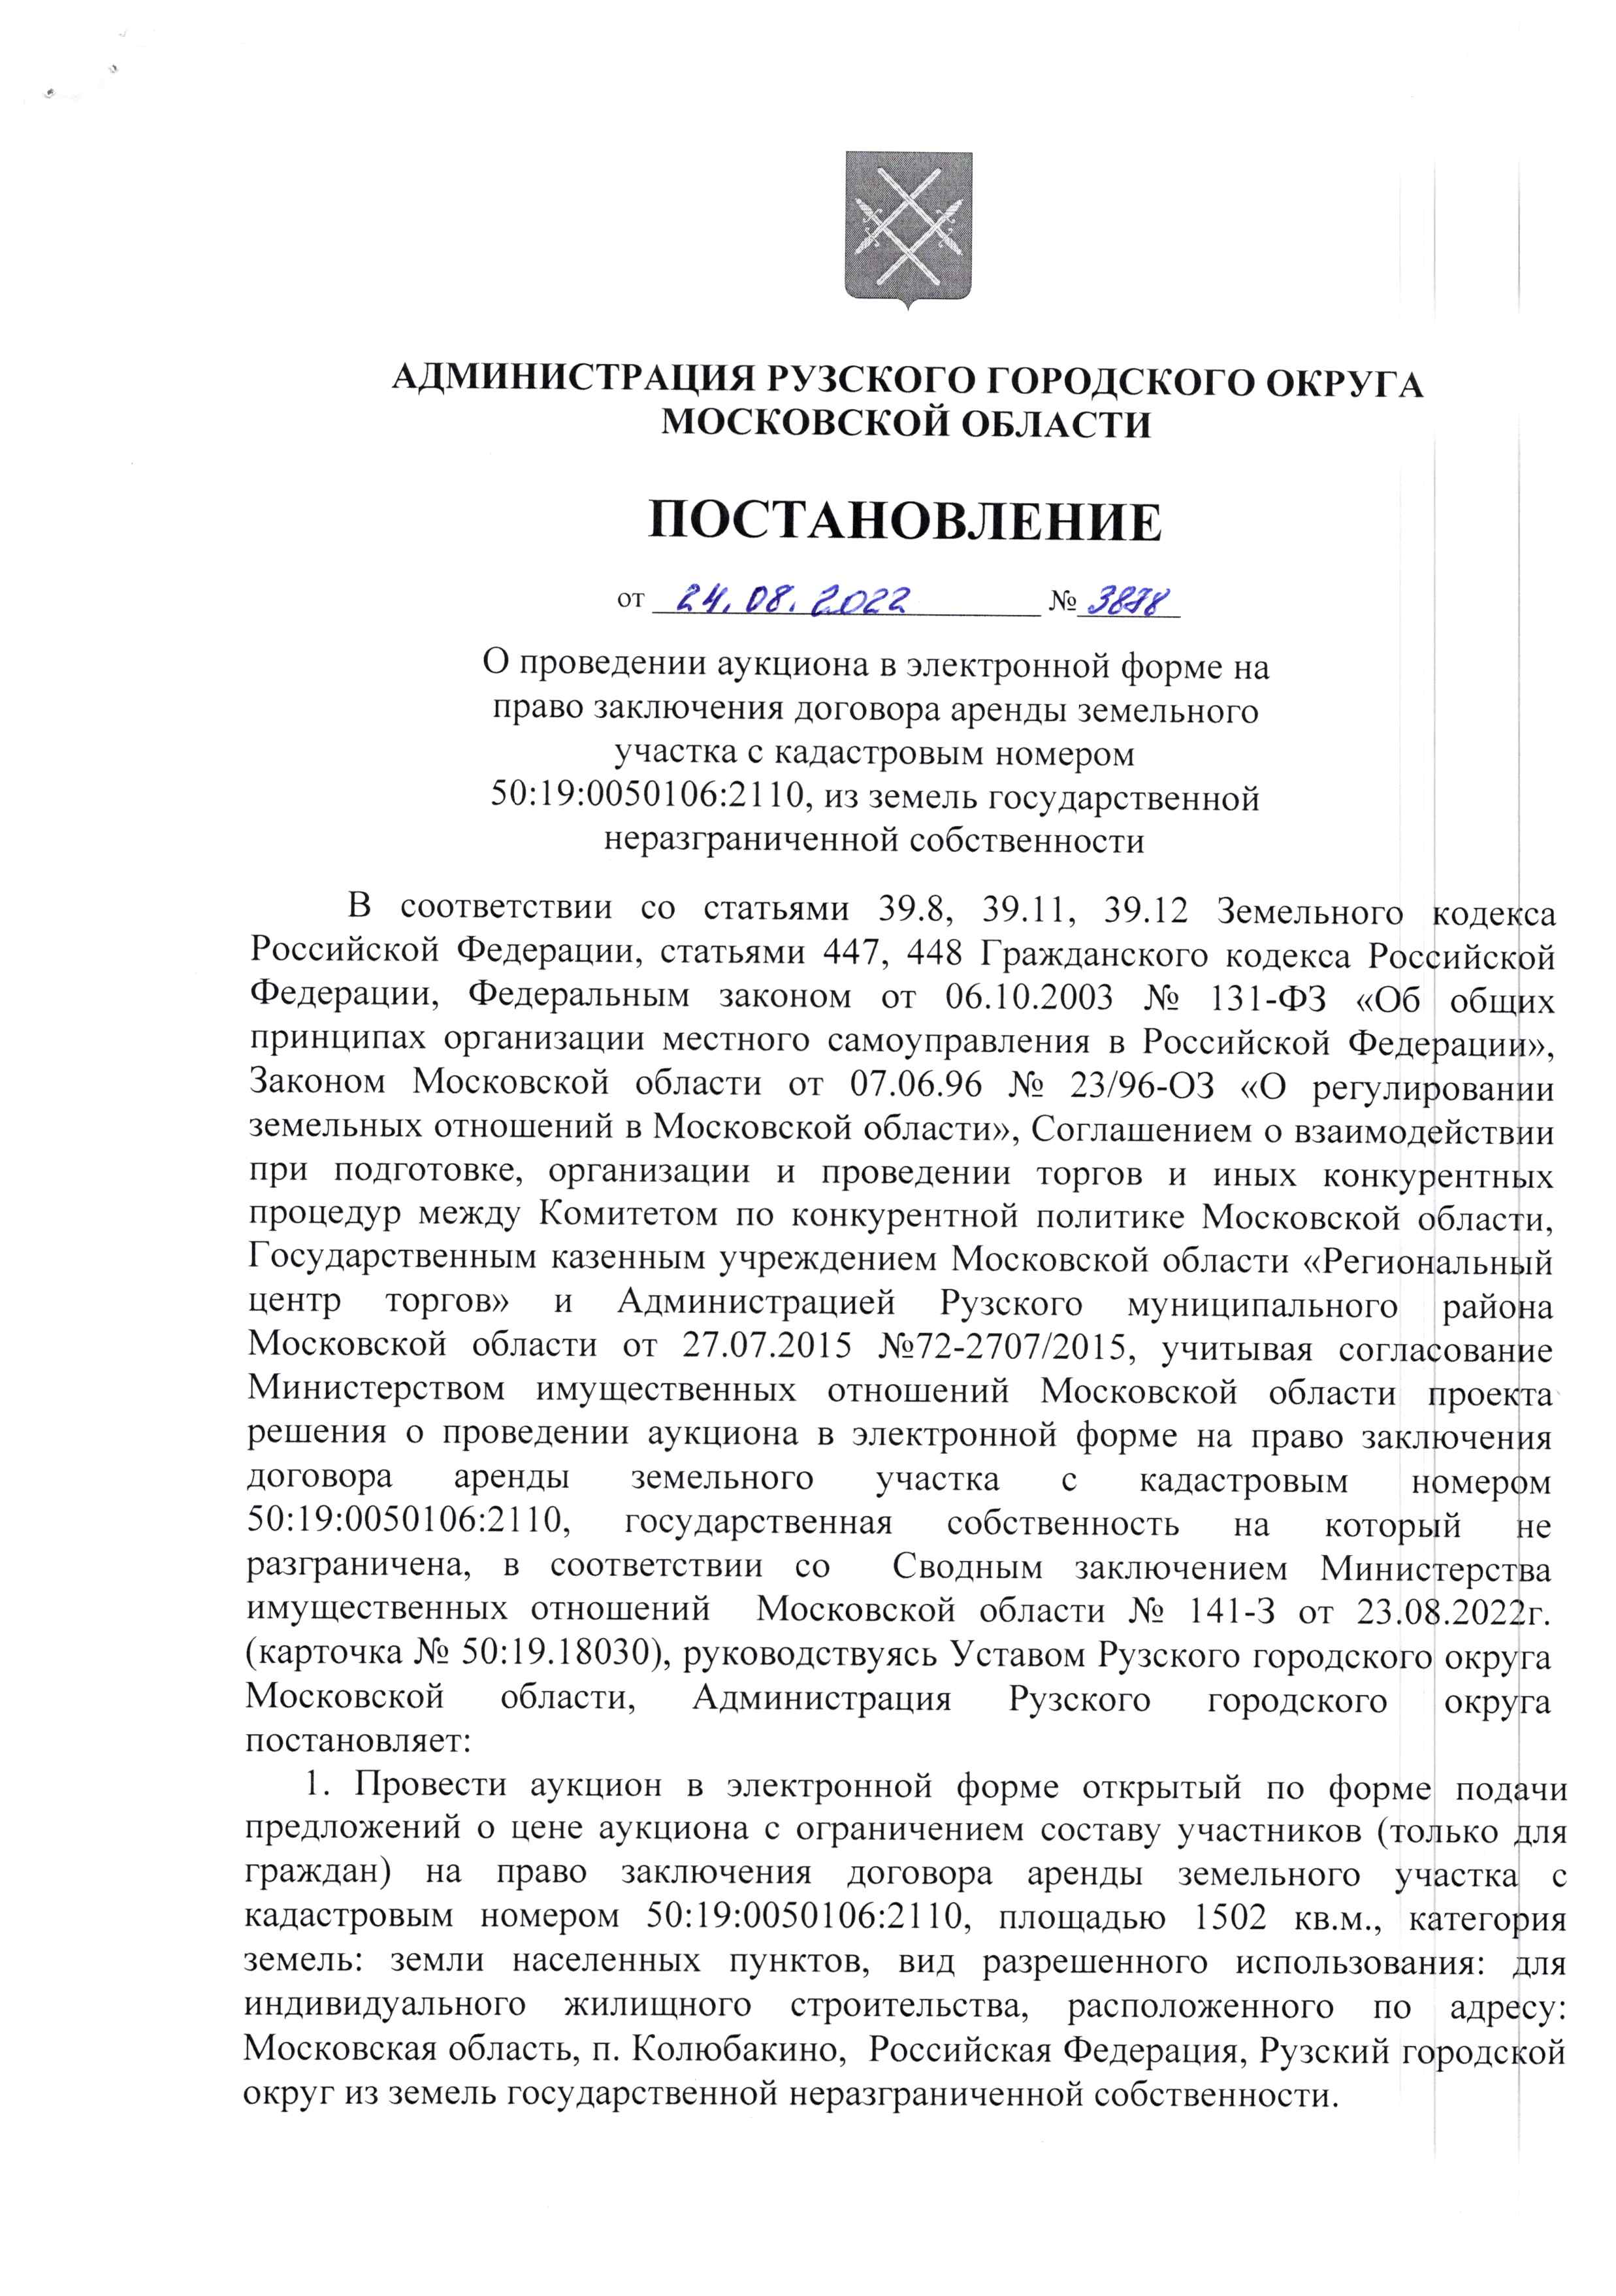 АДМИНИСТРАЦИЯ РУЗСКОГО ГОРОДСКОГО ОКРУГА
МОСКОВСКОЙ ОБЛАСТИ
ПОСТАНОВЛЕНИЕ
от 24.08.2022 №
О проведении аукциона в электронной форме на
право заключения договора аренды земельного
участка с кадастровым номером
50:19:0050106:2110, из земель государственной
неразграниченной собственности
В соответствии со статьями 39.8, 39.11, 39.12 Земельного кодекса
Российской Федерации, статьями 447, 448 Гражданского кодекса Российской
Федерации, Федеральным законом от 06.10.2003 № 131-ФЗ «Об общих
принципах организации местного самоуправления в Российской Федерации»,
Законом Московской области от 07.06.96 № 23/96-ОЗ «О регулировании
земельных отношений в Московской области», Соглашением о взаимодействии
при подготовке, организации и проведении торгов и иных конкурентных
процедур между Комитетом по конкурентной политике Московской области,
Государственным казенным учреждением Московской области «Региональный
центр торгов» и Администрацией Рузского муниципального района
Московской области от 27.07.2015 №72-2707/2015, учитывая согласование
Министерством имущественных отношений Московской области проекта
решения о проведении аукциона в электронной форме на право заключения
договора аренды земельного участка с кадастровым номером
50:19:0050106:2110, государственная собственность на который не
разграничена, в соответствии со Сводным заключением Министерства
имущественных отношений Московской области № 141-З от 23.08.2022г.
(карточка № 50:19.18030), руководствуясь Уставом Рузского городского округа
Московской области, Администрация Рузского городского округа
постановляет:
1. Провести аукцион в электронной форме открытый по форме подачи
предложений о цене аукциона с ограничением составу участников (только для
граждан) на право заключения договора аренды земельного участка с
кадастровым номером 50:19:0050106:2110, площадью 1502 кв.м., категория
земель: земли населенных пунктов, вид разрешенного использования: для
индивидуального жилищного строительства, расположенного по адресу:
Московская область, п. Колюбакино, Российская Федерация, Рузский городской
округ из земель государственной неразграниченной собственности.